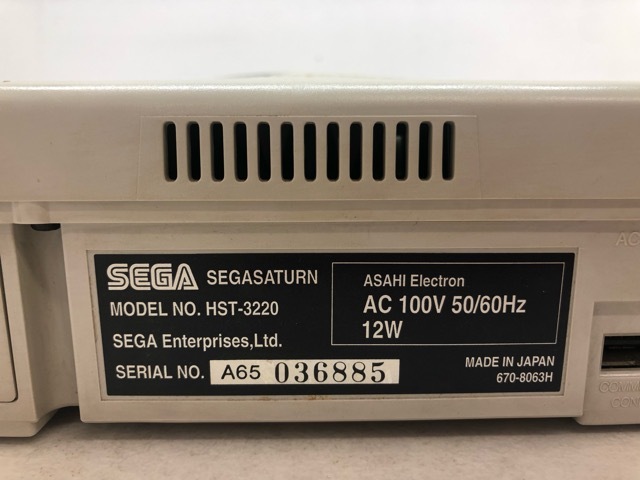 SEGA SEGASATURN
MODEL NO. HST-3220
SEGA Enterprises,Ltd.
SERIAL NO. A65 036885
ASAHI Electron
AC 100V 50/60Hz
12W
MADE IN JAPAN
670-8063H
AC